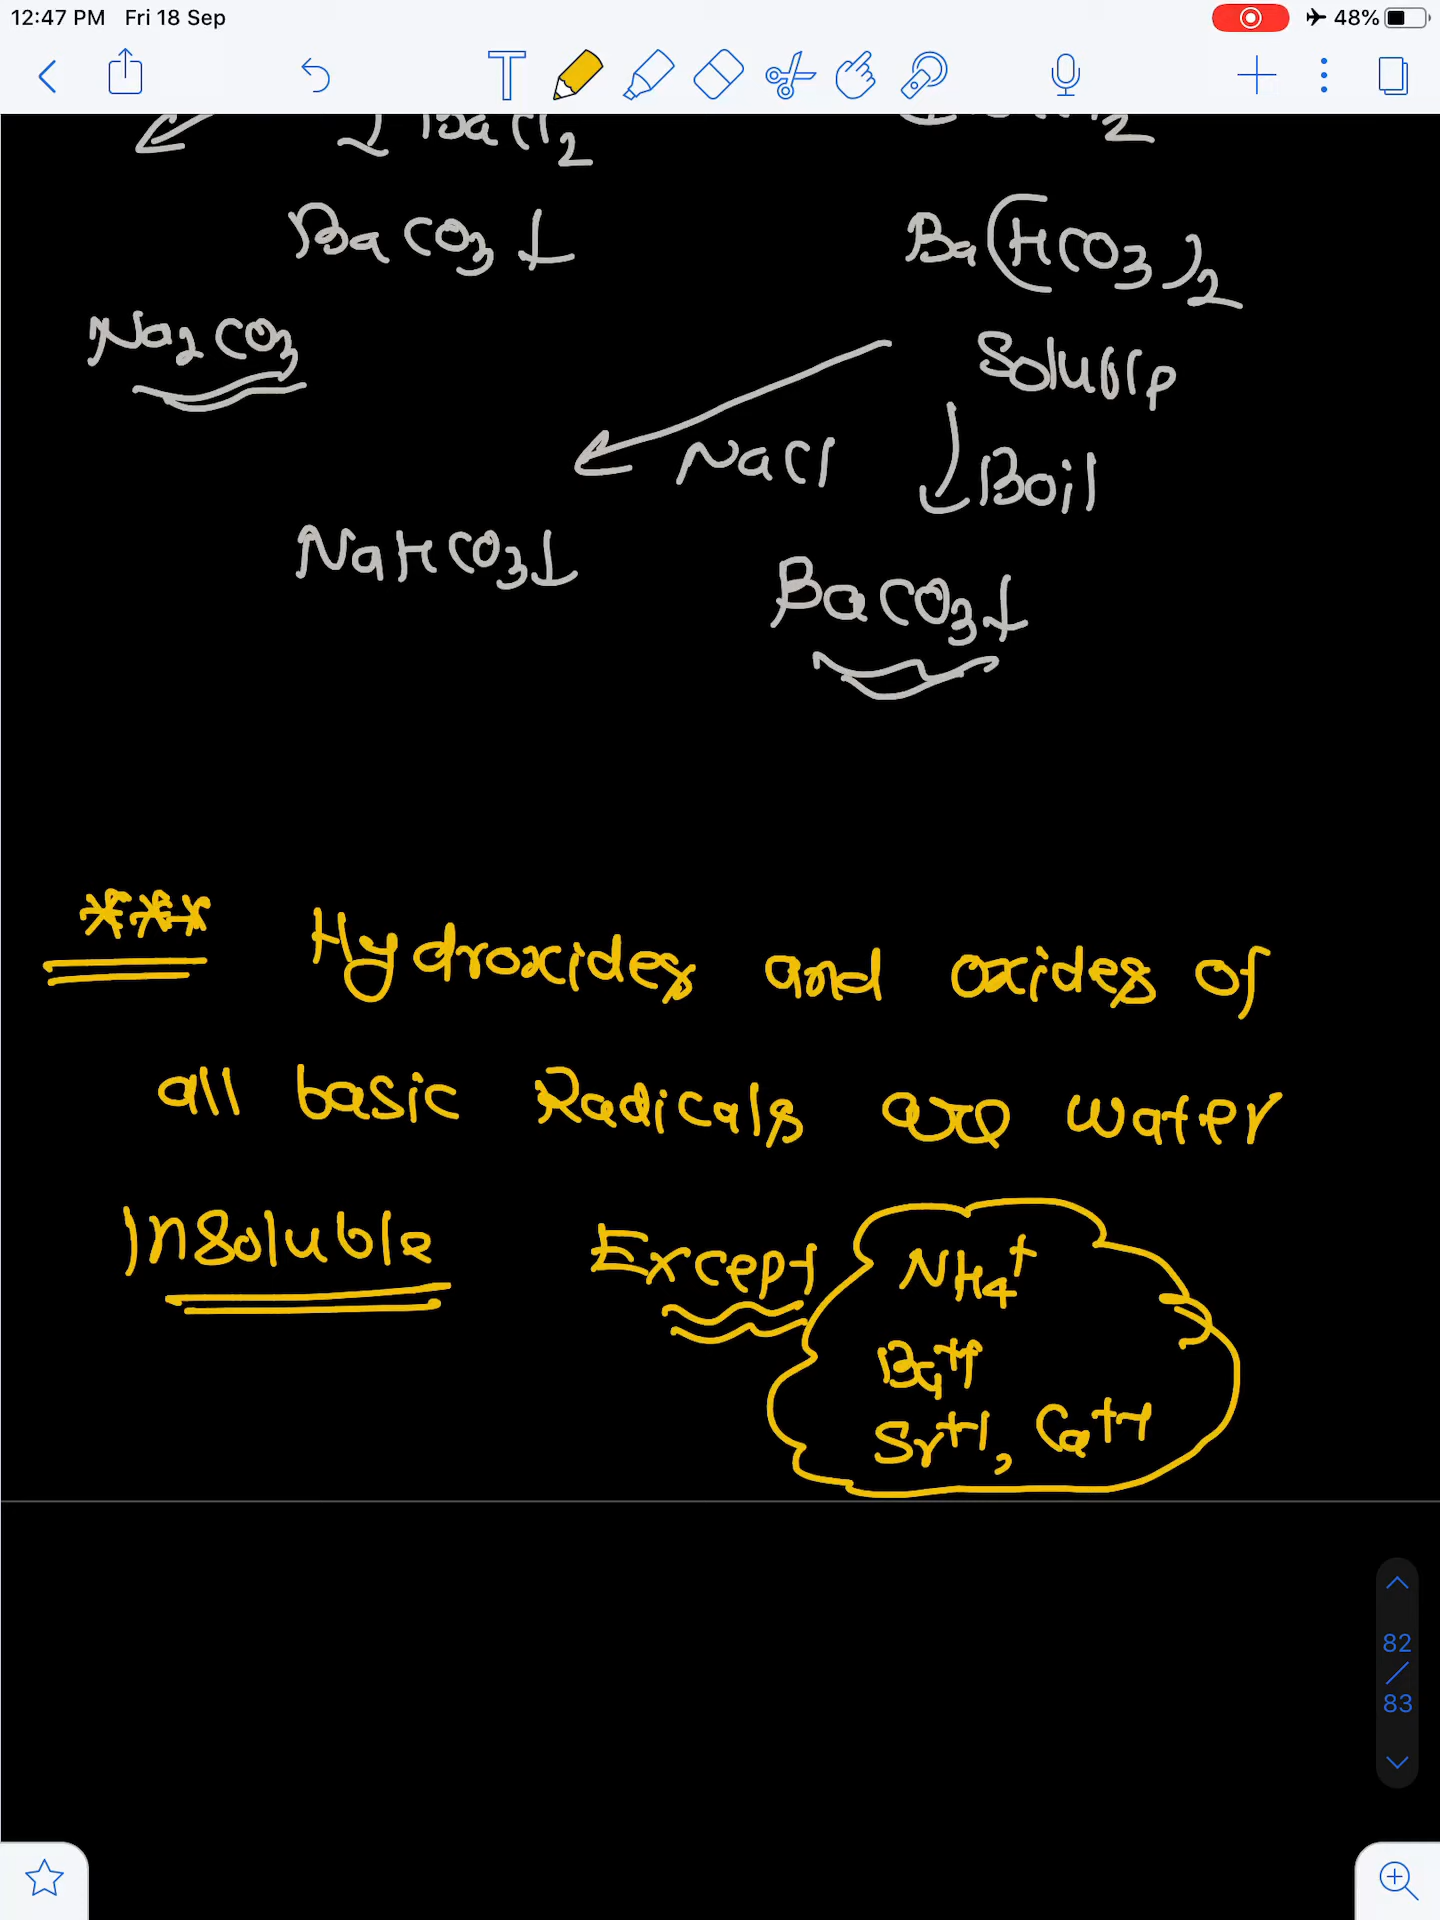 12:47 PM Fri 18 Sep 48%
T
BaCl2
BaCO3↓
Ba(HCO3)2
Na2CO3
Soluble
NaCl
Boil
NaHCO3↓
BaCO3↓
*** Hydroxides and oxides of
all basic Radicals are water
Insoluble Except NH4+
Ba++
Sr++, Ca++
82
/
83